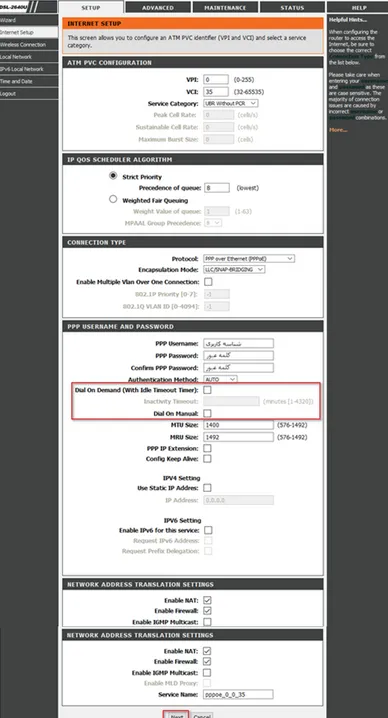 DSL-2640U
SETUP ADVANCED MAINTENANCE STATUS HELP
Wizard
Internet Setup
Wireless Connection
Local Network
IPv6 Local Network
Time and Date
Logout
INTERNET SETUP
This screen allows you to configure an ATM PVC identifier (VPI and VCI) and select a service
category.
ATM PVC CONFIGURATION
VPI: 0 (0-255)
VCI: 35 (32-65535)
Service Category: UBR Without PCR
Peak Cell Rate: 0 (cells/s)
Sustainable Cell Rate: 0 (cells/s)
Maximum Burst Size: 0 (cells)
IP QOS SCHEDULER ALGORITHM
Strict Priority
Precedence of queue: 8 (lowest)
Weighted Fair Queuing
Weight Value of queue: 1 (1-63)
MPAAL Group Precedence: 8
CONNECTION TYPE
Protocol: PPP over Ethernet (PPPoE)
Encapsulation Mode: LLC/SNAP-BRIDGING
Enable Multiple Vlan Over One Connection:
802.1P Priority [0-7]: -1
802.1Q VLAN ID [0-4094]: -1
PPP USERNAME AND PASSWORD
PPP Username: شناسه کاربری
PPP Password: کلمه عبور
Confirm PPP Password: کلمه عبور
Authentication Method: AUTO
Dial On Demand (With Idle Timeout Timer):
Inactivity Timeout: (minutes [1-4320])
Dial On Manual:
MTU Size: 1400 (576-1492)
MRU Size: 1492 (576-1492)
PPP IP Extension:
Config Keep Alive:
IPV4 Setting
Use Static IP Addres:
IP Address: 0.0.0.0
IPV6 Setting
Enable IPv6 for this service:
Request IPv6 Address:
Request Prefix Delegation:
NETWORK ADDRESS TRANSLATION SETTINGS
Enable NAT:
Enable Firewall:
Enable IGMP Multicast:
NETWORK ADDRESS TRANSLATION SETTINGS
Enable NAT:
Enable Firewall:
Enable IGMP Multicast:
Enable MLD Proxy:
Service Name: pppoe_0_0_35
Next Cancel
Helpful Hints...
When configuring the
router to access the
Internet, be sure to
choose the correct
from
the list below.
Please take care when
entering your
and as these
are case sensitive. The
majority of connection
issues are caused by
incorrect or
combinations.
More...